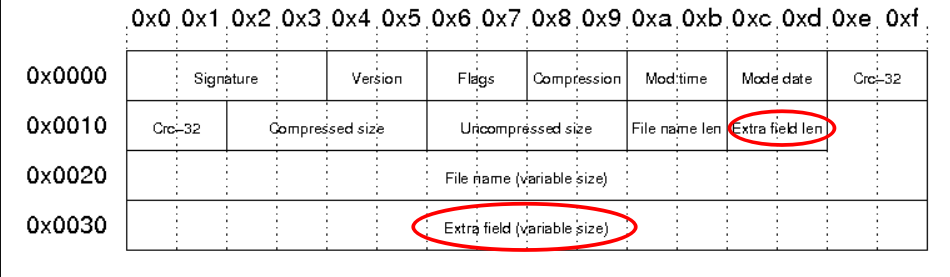 0x0 0x1 0x2 0x3 0x4 0x5 0x6 0x7 0x8 0x9 0xa 0xb 0xc 0xd 0xe 0xf
0x0000 Signature Version Flags Compression Mod time Mode date Crc-32
0x0010 Crc-32 Compressed size Uncompressed size File name len Extra field len
0x0020 File name (variable size)
0x0030 Extra field (variable size)